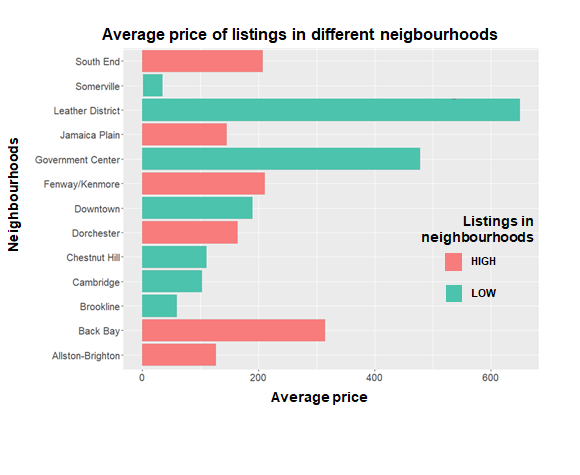 Average price of listings in different neigbourhoods
Neighbourhoods
South End
Somerville
Leather District
Jamaica Plain
Government Center
Fenway/Kenmore
Downtown
Dorchester
Chestnut Hill
Cambridge
Brookline
Back Bay
Allston-Brighton
Listings in
neighbourhoods
HIGH
LOW
0 200 400 600
Average price